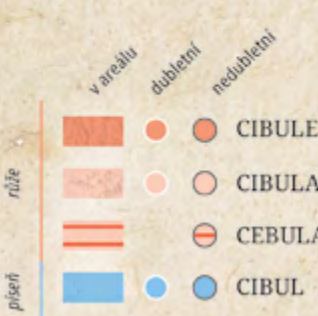 v areálu
dubletní
nedubletní
růže
CIBULE
CIBULA
CEBULA
píseň
CIBUL